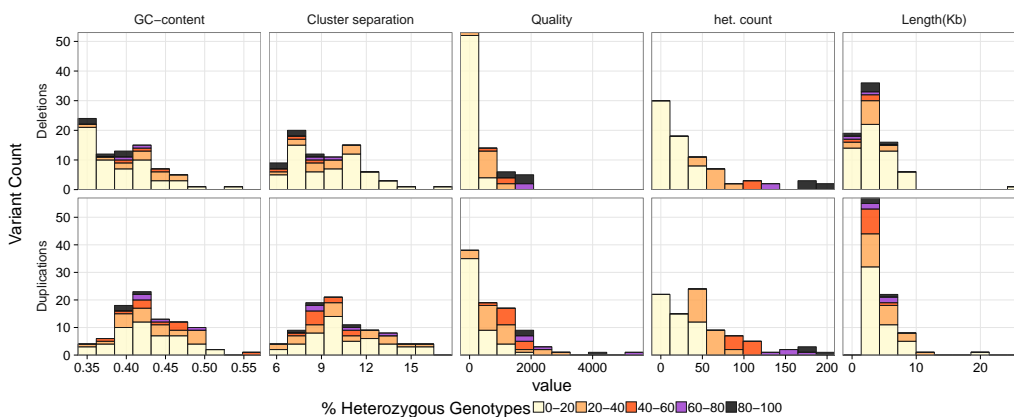 GC−content Cluster separation Quality het. count Length(Kb)
50
40
30
20
10
0
Deletions
50
40
30
20
10
0
Duplications
Variant Count
0.35 0.40 0.45 0.50 0.55 6 9 12 15 0 2000 4000 0 50 100 150 200 0 10 20
value
% Heterozygous Genotypes 0−20 20−40 40−60 60−80 80−100